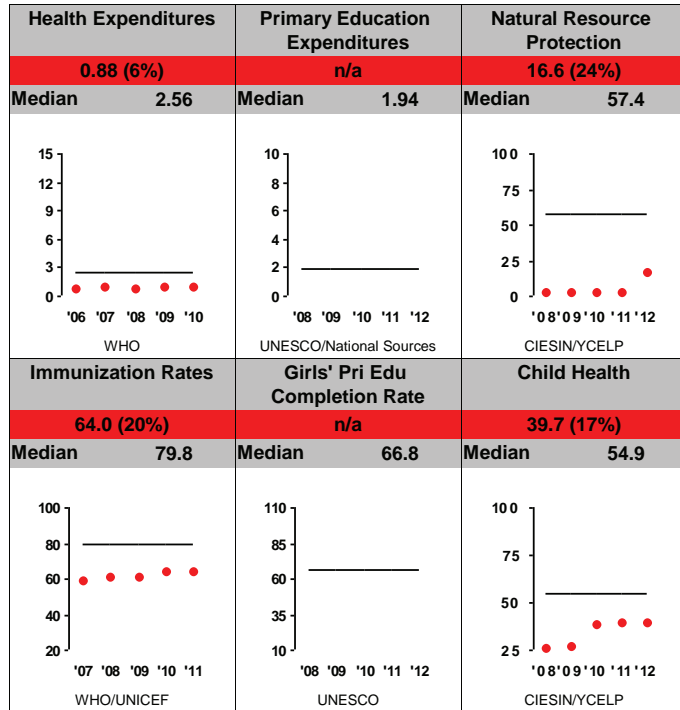 Health Expenditures
0.88 (6%)
Median 2.56
15
12
9
6
3
0
'06 '07 '08 '09 '10
WHO
Primary Education
Expenditures
n/a
Median 1.94
10
8
6
4
2
0
'08 '09 '10 '11 '12
UNESCO/National Sources
Natural Resource
Protection
16.6 (24%)
Median 57.4
100
75
50
25
0
'08 '09 '10 '11 '12
CIESIN/YCELP
Immunization Rates
64.0 (20%)
Median 79.8
100
80
60
40
20
'07 '08 '09 '10 '11
WHO/UNICEF
Girls' Pri Edu
Completion Rate
n/a
Median 66.8
110
85
60
35
10
'08 '09 '10 '11 '12
UNESCO
Child Health
39.7 (17%)
Median 54.9
100
75
50
25
'08 '09 '10 '11 '12
CIESIN/YCELP